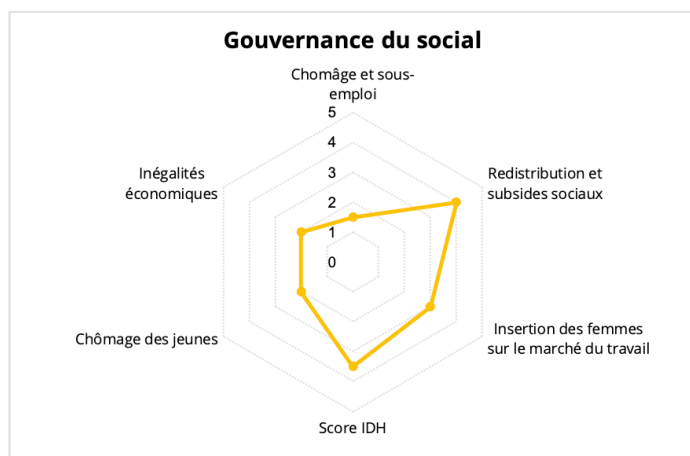 Gouvernance du social
Chomâge et sous-
emploi
5
4
3
2
1
0
Redistribution et
subsides sociaux
Insertion des femmes
sur le marché du travail
Score IDH
Chômage des jeunes
Inégalités
économiques